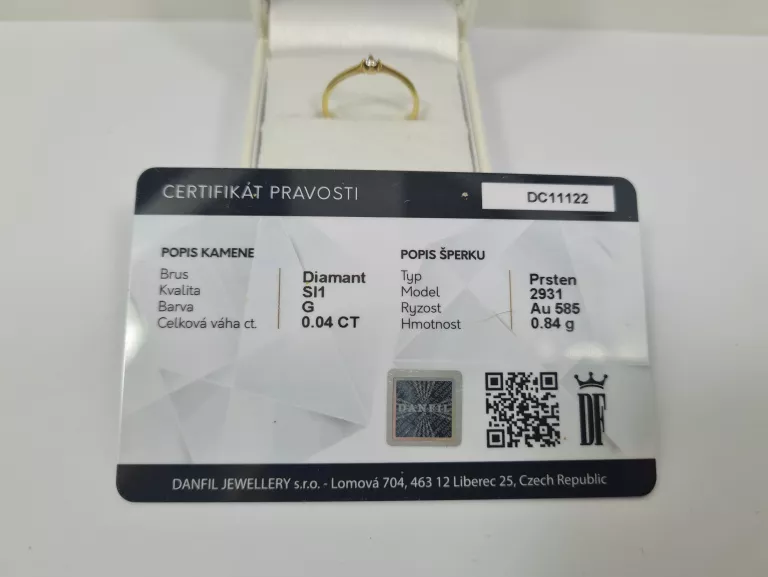 CERTIFIKÁT PRAVOSTI
DC11122
POPIS KAMENE
Brus Diamant
Kvalita SI1
Barva G
Celková váha ct. 0.04 CT
POPIS ŠPERKU
Typ Prsten
Model 2931
Ryzost Au 585
Hmotnost 0.84 g
DANFIL
DF
DANFIL JEWELLERY s.r.o. - Lomová 704, 463 12 Liberec 25, Czech Republic